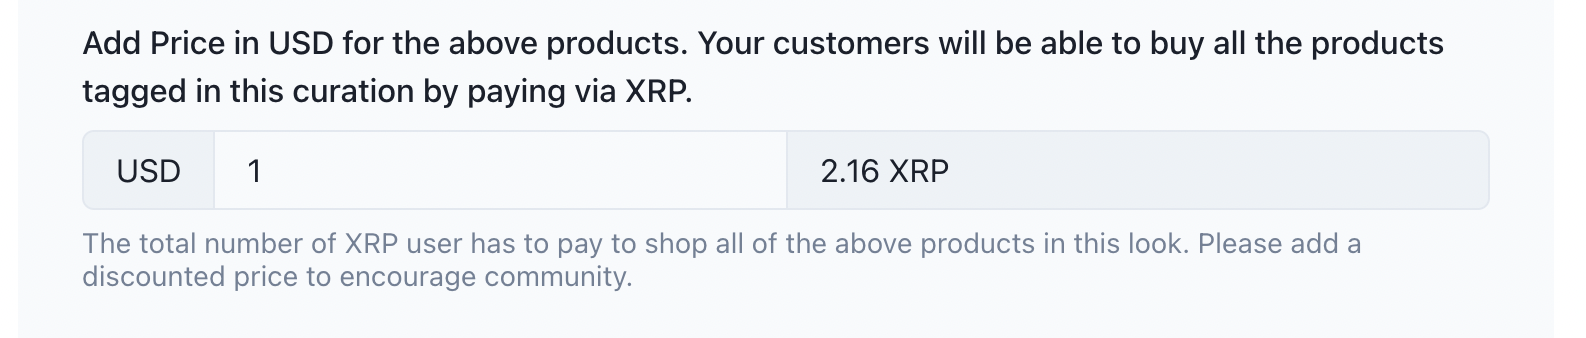 Add Price in USD for the above products. Your customers will be able to buy all the products
tagged in this curation by paying via XRP.
USD 1 2.16 XRP
The total number of XRP user has to pay to shop all of the above products in this look. Please add a
discounted price to encourage community.